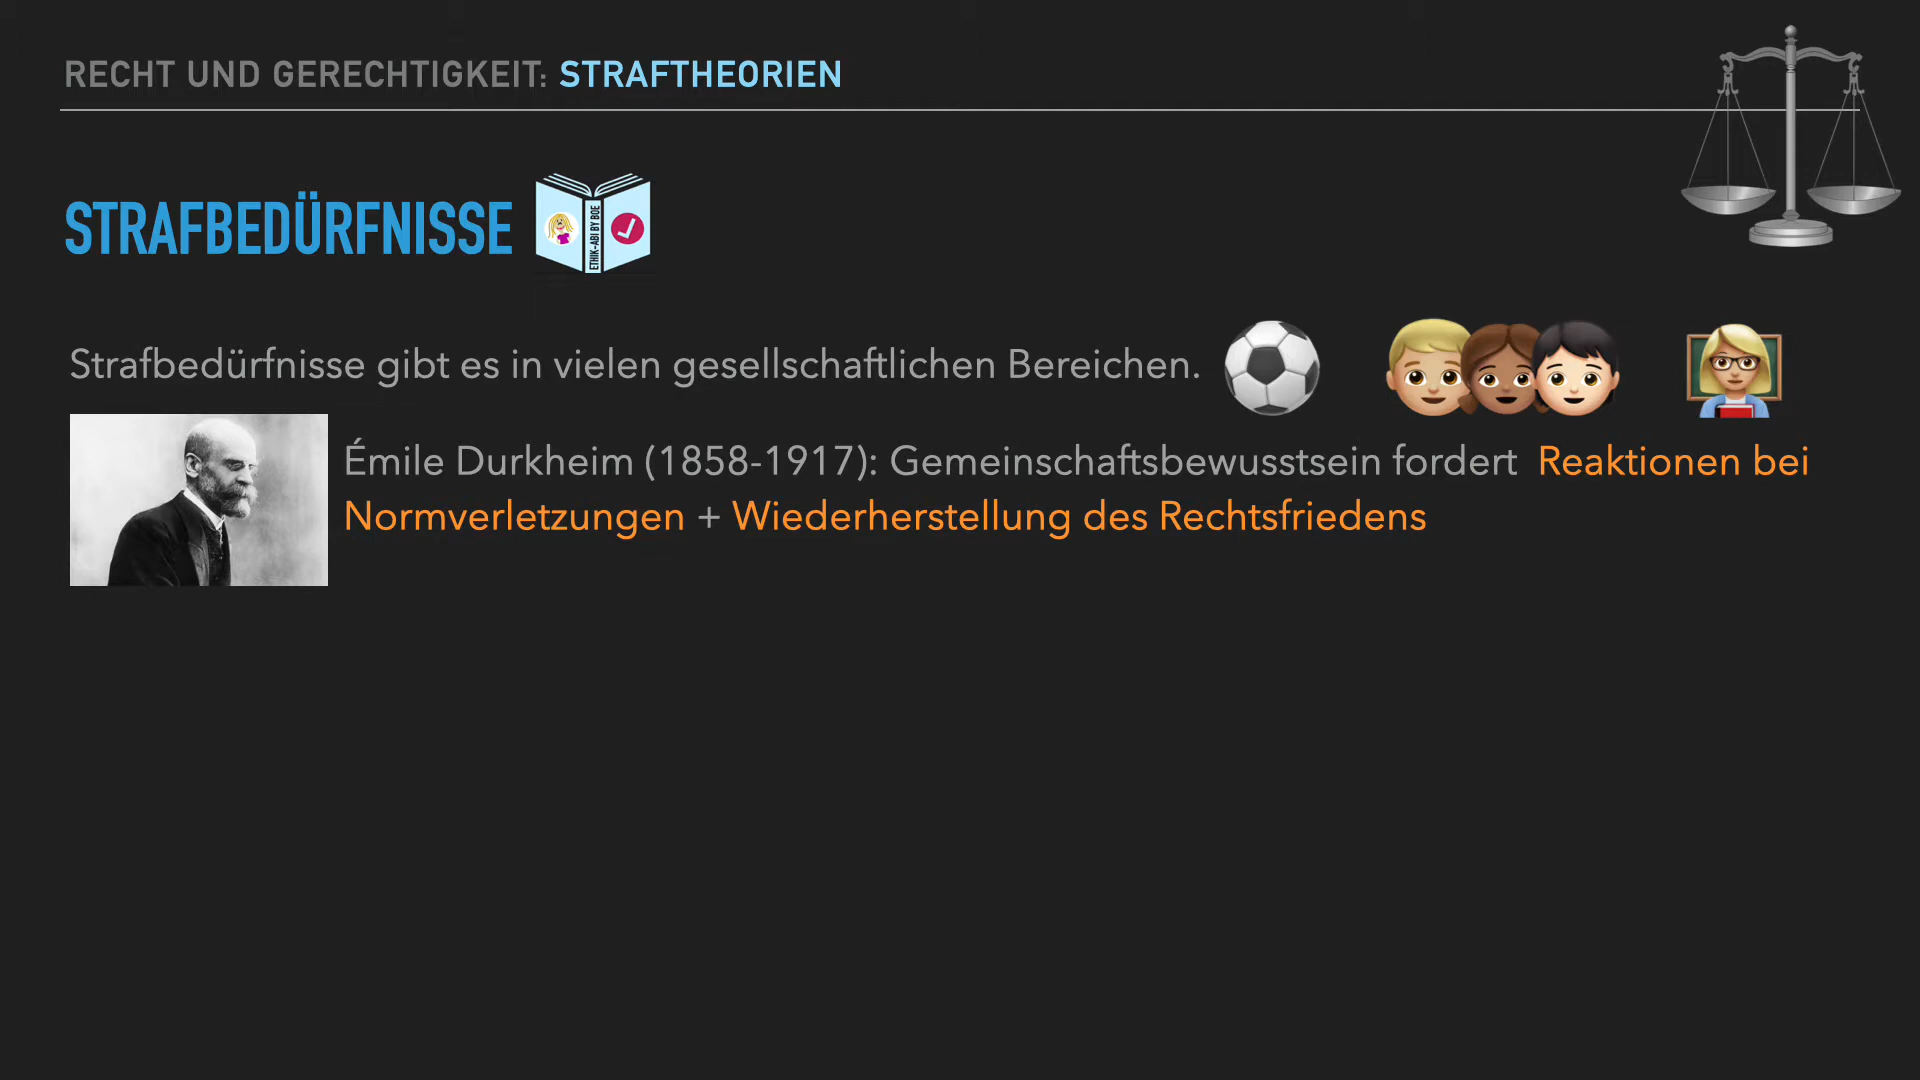 RECHT UND GERECHTIGKEIT: STRAFTHEORIEN
STRAFBEDÜRFNISSE
ETHIK-ABI BY BOE
Strafbedürfnisse gibt es in vielen gesellschaftlichen Bereichen.
Émile Durkheim (1858-1917): Gemeinschaftsbewusstsein fordert Reaktionen bei
Normverletzungen + Wiederherstellung des Rechtsfriedens